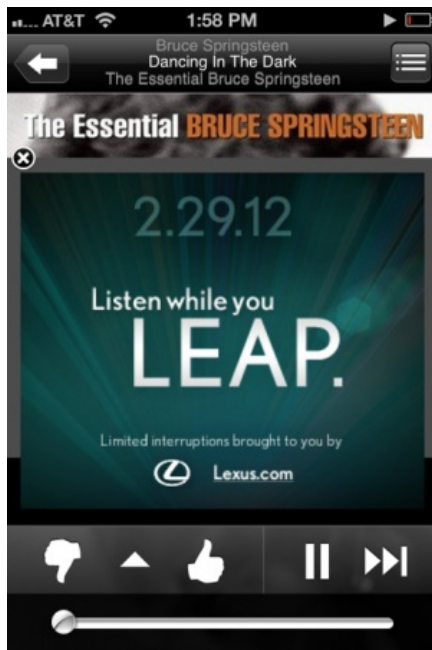 AT&T 1:58 PM
Bruce Springsteen
Dancing In The Dark
The Essential Bruce Springsteen
The Essential BRUCE SPRINGSTEEN
2.29.12
Listen while you
LEAP.
Limited interruptions brought to you by
Lexus.com